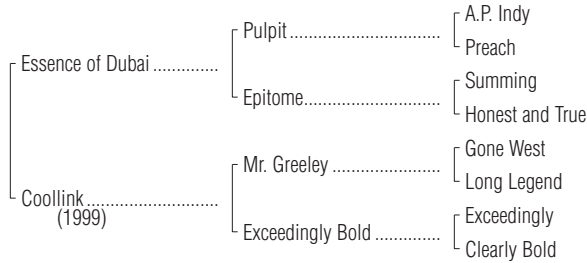 A.P. Indy
Pulpit
Preach
Essence of Dubai
Summing
Epitome
Honest and True
Gone West
Mr. Greeley
Long Legend
Coollink
(1999)
Exceedingly
Exceedingly Bold
Clearly Bold